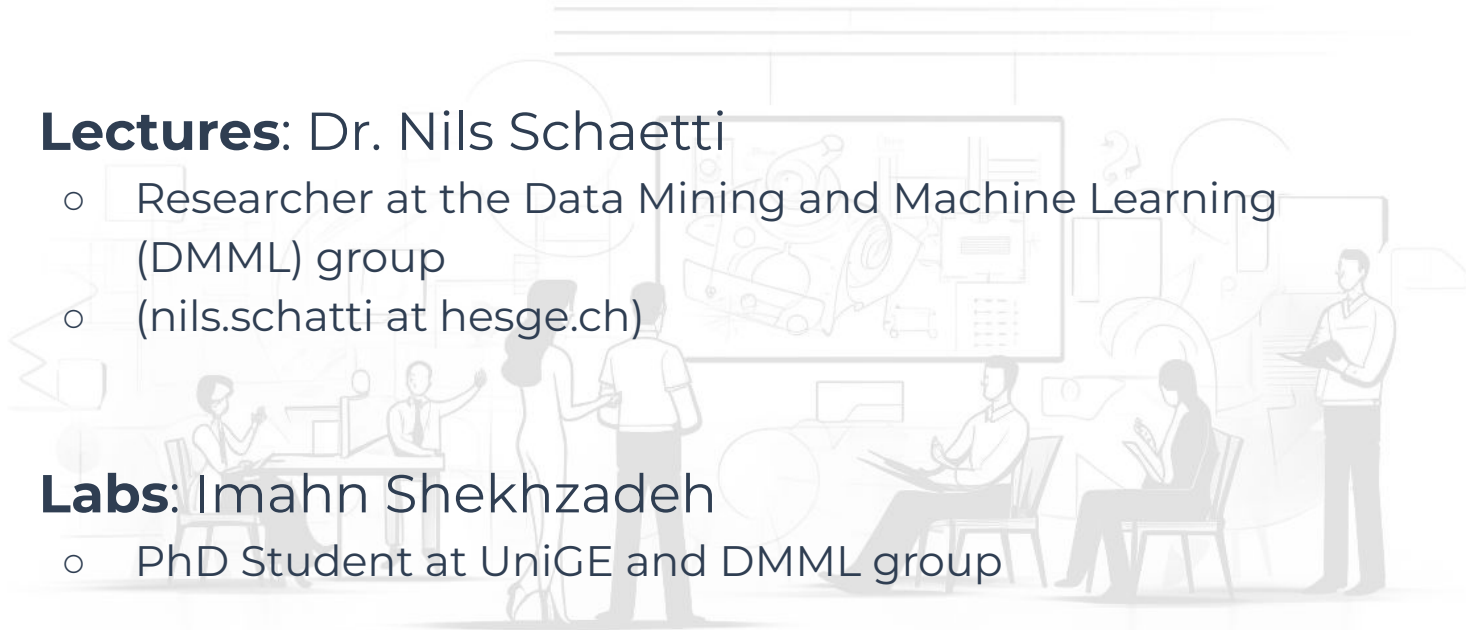 Lectures: Dr. Nils Schaetti
○ Researcher at the Data Mining and Machine Learning
(DMML) group
○ (nils.schatti at hesge.ch)
Labs: Imahn Shekhzadeh
○ PhD Student at UniGE and DMML group